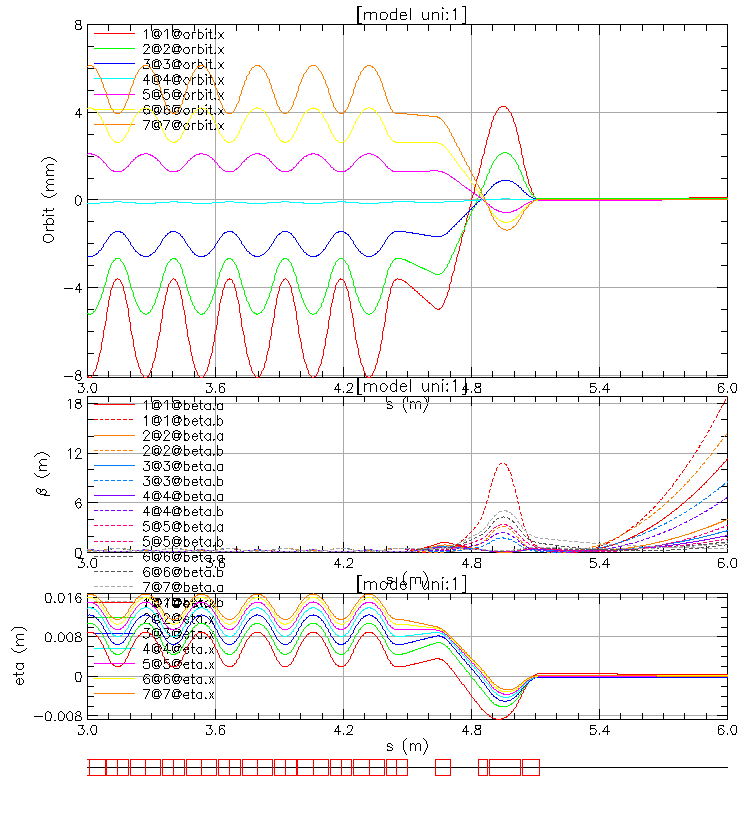 [model uni:1]
8
4
0
-4
-8
Orbit (mm)
1@1@orbit.x
2@2@orbit.x
3@3@orbit.x
4@4@orbit.x
5@5@orbit.x
6@6@orbit.x
7@7@orbit.x
3.0 3.6 4.2 4.8 5.4 6.0
s (m)
[model uni:1]
18
12
6
0
β (m)
1@1@beta.a
1@1@beta.b
2@2@beta.a
2@2@beta.b
3@3@beta.a
3@3@beta.b
4@4@beta.a
4@4@beta.b
5@5@beta.a
5@5@beta.b
6@6@beta.a
6@6@beta.b
7@7@beta.a
3.0 3.6 4.2 4.8 5.4 6.0
s (m)
[model uni:1]
0.016
0.008
0
-0.008
eta (m)
2@2@eta.x
3@3@eta.x
4@4@eta.x
5@5@eta.x
6@6@eta.x
7@7@eta.x
3.0 3.6 4.2 4.8 5.4 6.0
s (m)